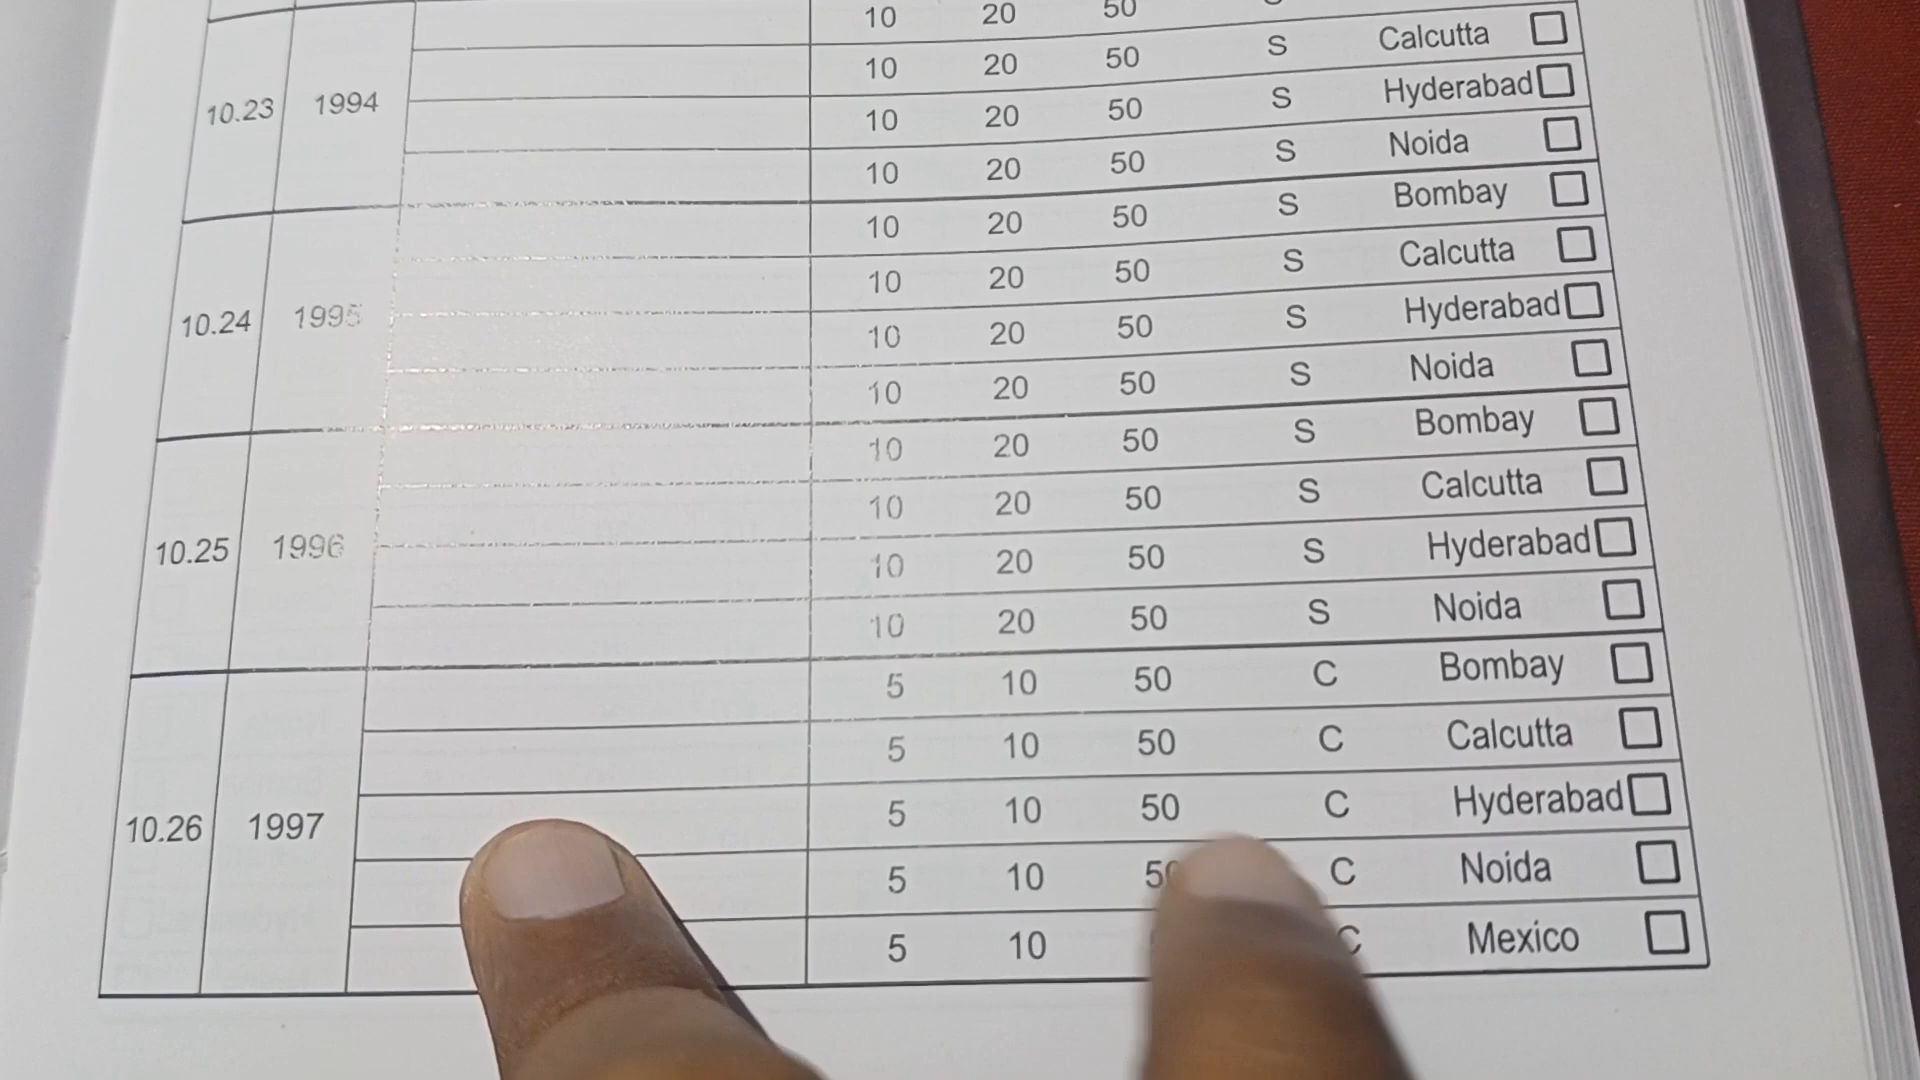 10 20 50
10 20 50 S Calcutta
10.23 1994 10 20 50 S Hyderabad
10 20 50 S Noida
10 20 50 S Bombay
10 20 50 S Calcutta
10.24 1995 10 20 50 S Hyderabad
10 20 50 S Noida
10 20 50 S Bombay
10 20 50 S Calcutta
10.25 1996 10 20 50 S Hyderabad
10 20 50 S Noida
5 10 50 C Bombay
5 10 50 C Calcutta
10.26 1997 5 10 50 C Hyderabad
5 10 50 C Noida
5 10 C Mexico